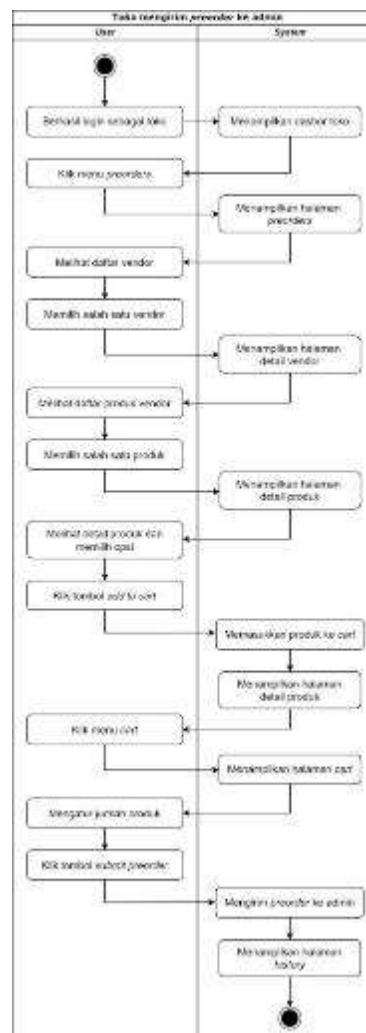 Toko mengirim preorder ke admin
User
System
Berhasil login sebagai toko
Menampilkan dasbor toko
Klik menu preorders
Menampilkan halaman
preorders
Melihat daftar vendor
Memilih salah satu vendor
Menampilkan halaman
detail vendor
Melihat daftar produk vendor
Memilih salah satu produk
Menampilkan halaman
detail produk
Melihat detail produk dan
memilih opsi
Klik tombol add to cart
Memasukkan produk ke cart
Menampilkan halaman
detail produk
Klik menu cart
Menampilkan halaman cart
Mengatur jumlah produk
Klik tombol submit preorder
Mengirim preorder ke admin
Menampilkan halaman
history